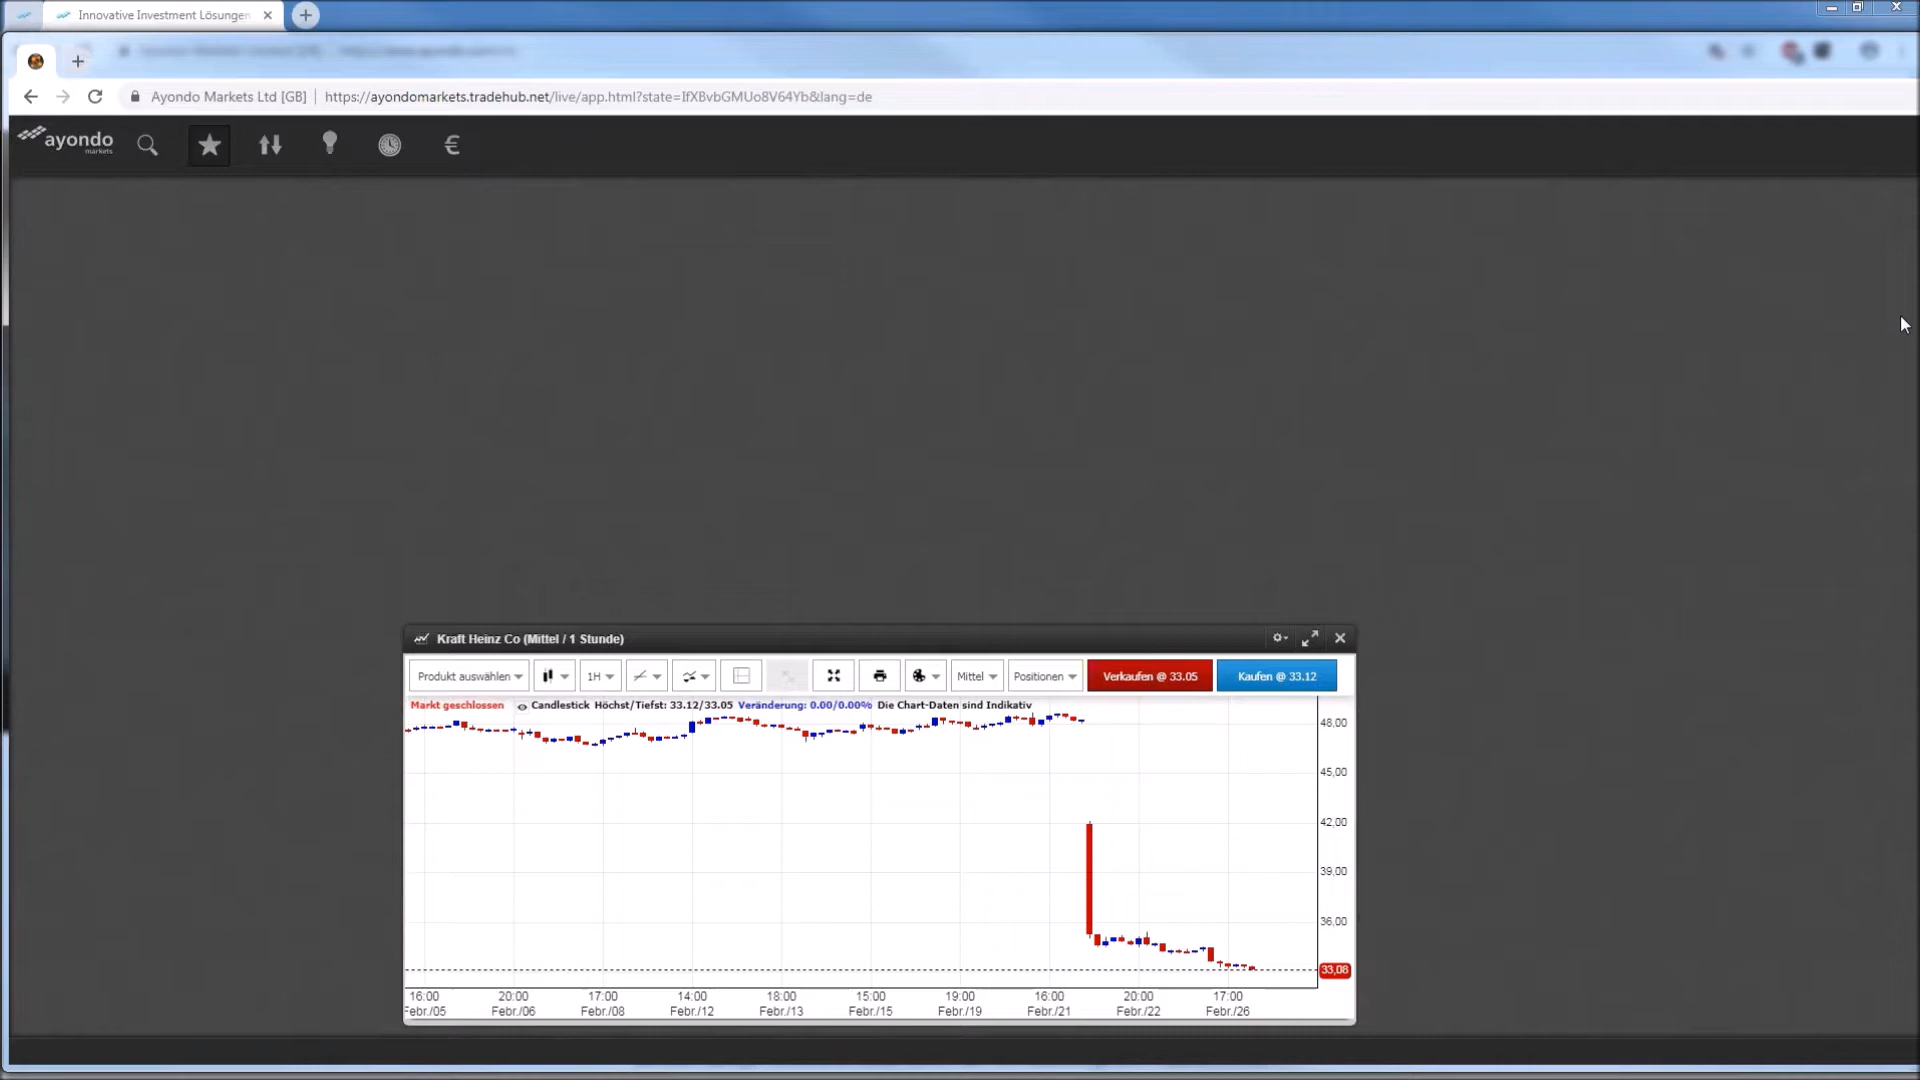 Innovative Investment Lösungen
Ayondo Markets Ltd [GB] | https://ayondomarkets.tradehub.net/live/app.html?state=IfXBvbGMUo8V64Yb&lang=de
ayondo
markets
€
Kraft Heinz Co (Mittel / 1 Stunde)
Produkt auswählen 1H Mittel Positionen Verkaufen @ 33.05 Kaufen @ 33.12
Markt geschlossen Candlestick Höchst/Tiefst: 33.12/33.05 Veränderung: 0.00/0.00% Die Chart-Daten sind Indikativ
48,00
45,00
42,00
39,00
36,00
33,08
16:00 20:00 17:00 14:00 18:00 15:00 19:00 16:00 20:00 17:00
Febr./05 Febr./06 Febr./08 Febr./12 Febr./13 Febr./15 Febr./19 Febr./21 Febr./22 Febr./26